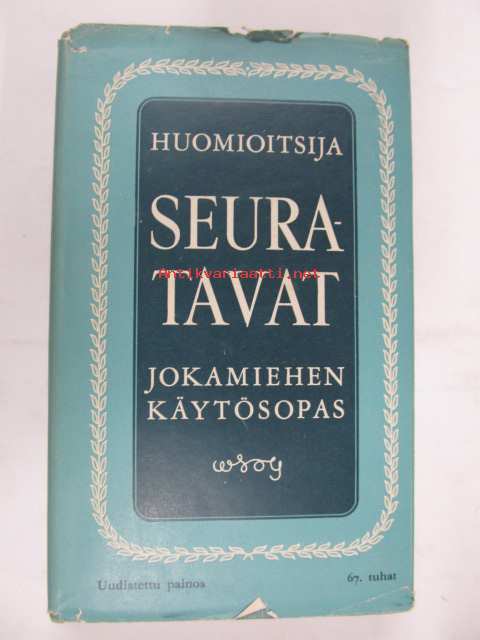 HUOMIOITSIJA
SEURA-
Antikvariaatti.net
TAVAT
JOKAMIEHEN
KÄYTÖSOPAS
wsoy
Uudistettu painos
67. tuhat